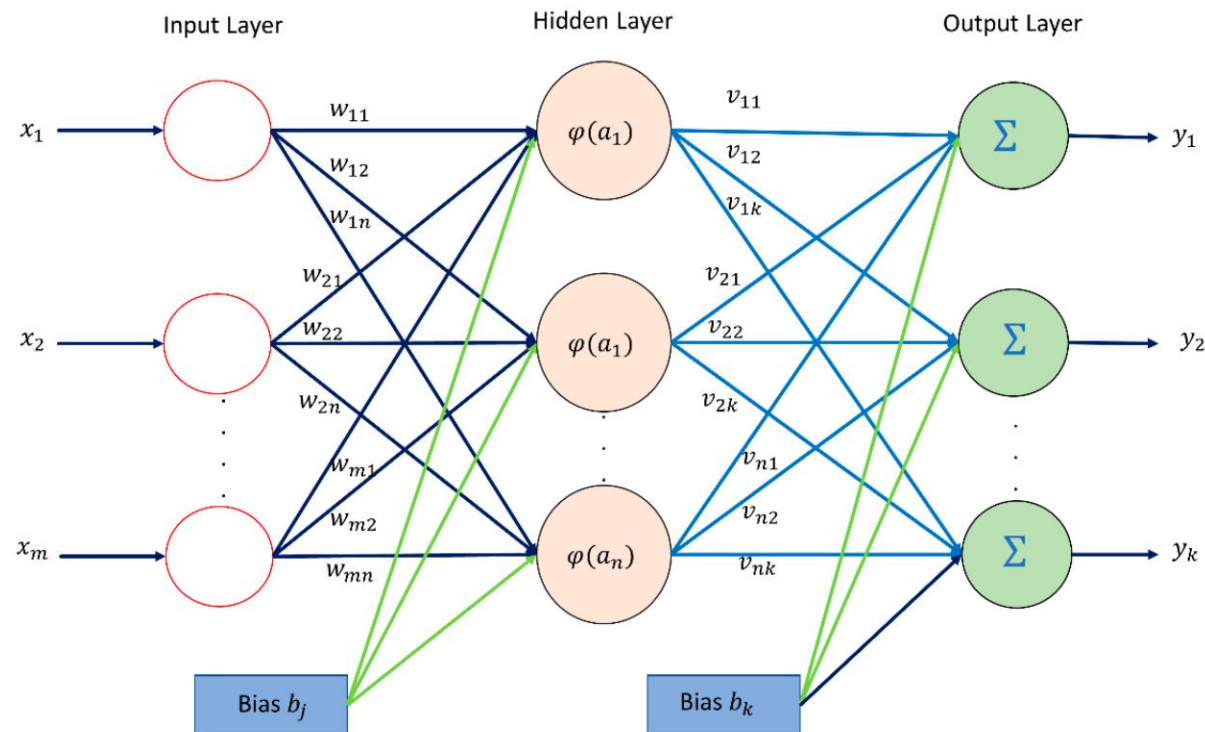 Input Layer
Hidden Layer
Output Layer
x₁
w₁₁
w₁₂
w₁ₙ
φ(a₁)
v₁₁
v₁₂
v₁ₖ
Σ
y₁
x₂
w₂₁
w₂₂
w₂ₙ
φ(a₁)
v₂₁
v₂₂
v₂ₖ
Σ
y₂
xₘ
wₘ₁
wₘ₂
wₘₙ
φ(aₙ)
vₙ₁
vₙ₂
vₙₖ
Σ
yₖ
Bias bⱼ
Bias bₖ